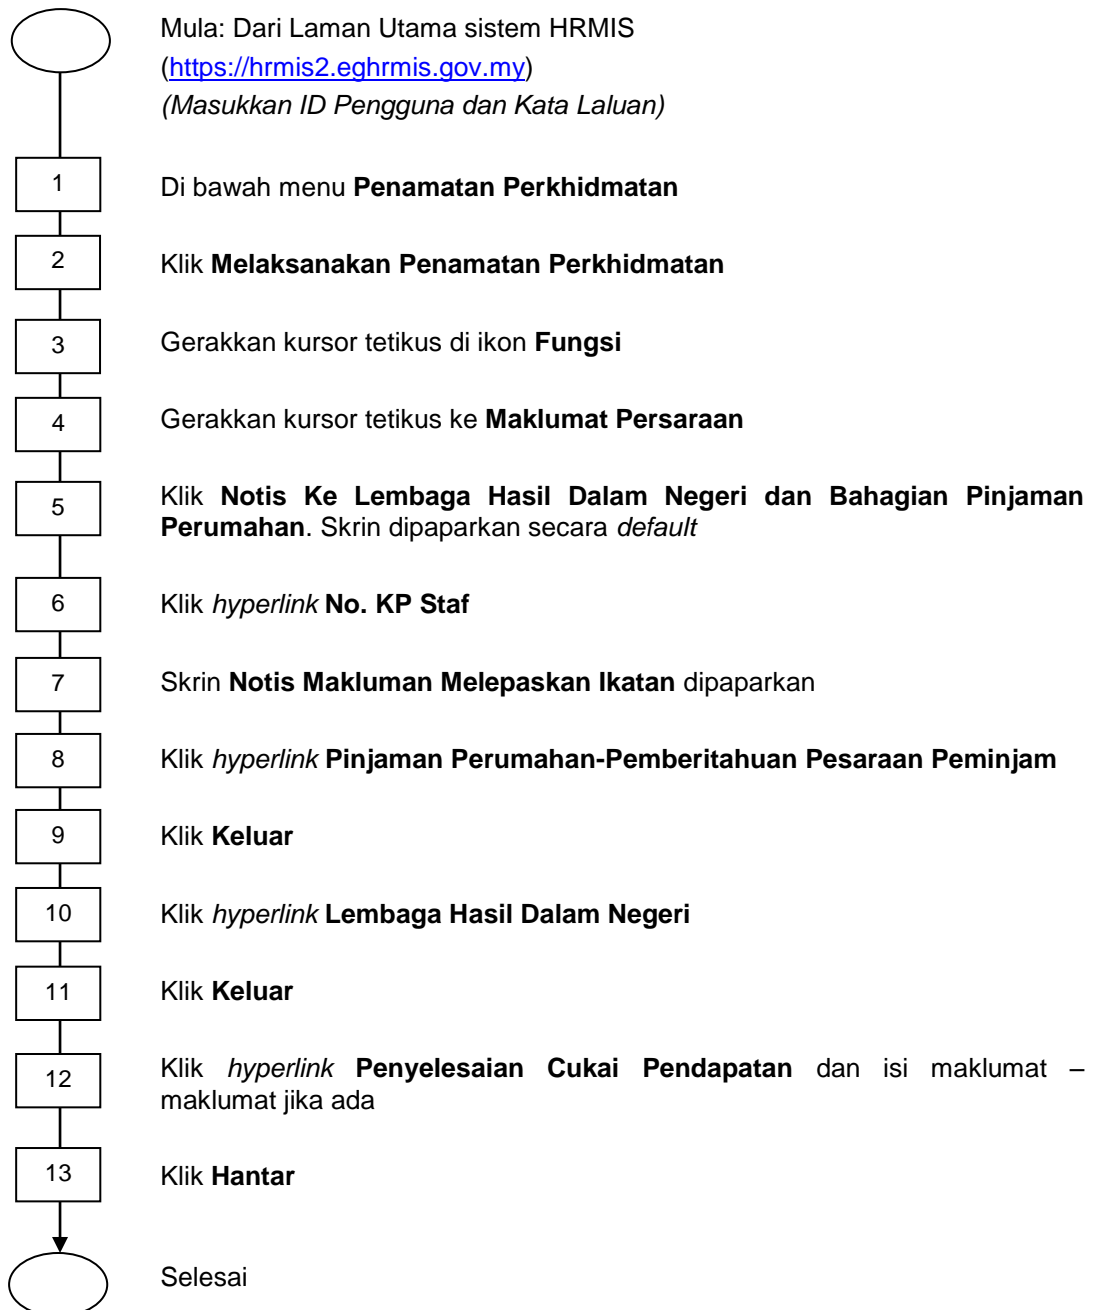 Mula: Dari Laman Utama sistem HRMIS
(https://hrmis2.eghrmis.gov.my)
(Masukkan ID Pengguna dan Kata Laluan)
1 Di bawah menu Penamatan Perkhidmatan
2 Klik Melaksanakan Penamatan Perkhidmatan
3 Gerakkan kursor tetikus di ikon Fungsi
4 Gerakkan kursor tetikus ke Maklumat Persaraan
5 Klik Notis Ke Lembaga Hasil Dalam Negeri dan Bahagian Pinjaman
Perumahan. Skrin dipaparkan secara default
6 Klik hyperlink No. KP Staf
7 Skrin Notis Makluman Melepaskan Ikatan dipaparkan
8 Klik hyperlink Pinjaman Perumahan-Pemberitahuan Pesaraan Peminjam
9 Klik Keluar
10 Klik hyperlink Lembaga Hasil Dalam Negeri
11 Klik Keluar
12 Klik hyperlink Penyelesaian Cukai Pendapatan dan isi maklumat –
maklumat jika ada
13 Klik Hantar
Selesai